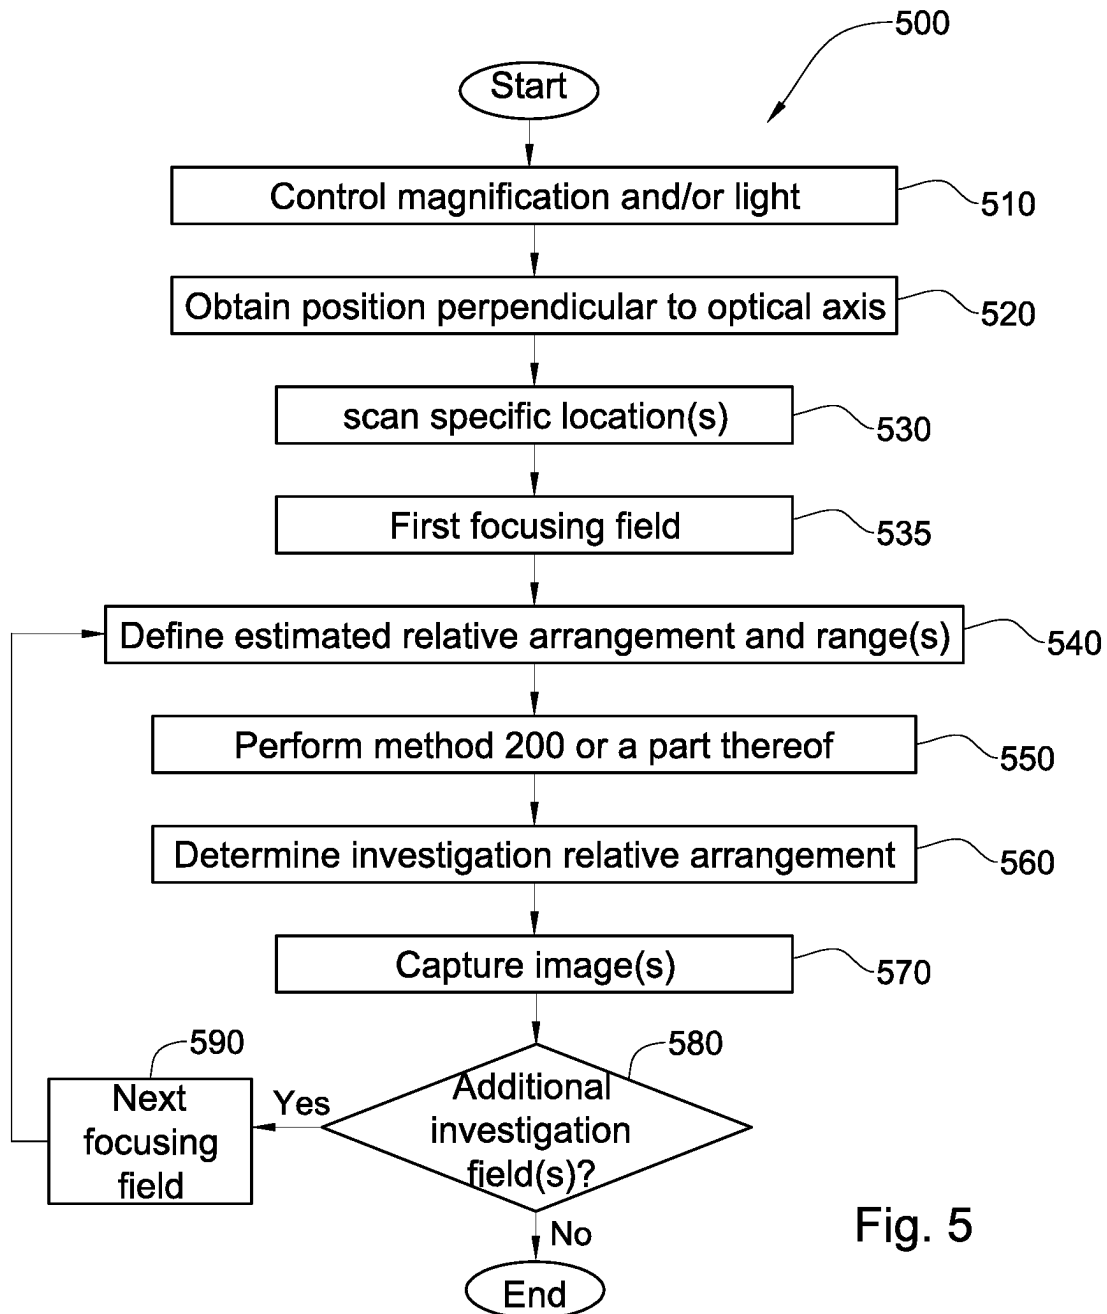 500
Start
Control magnification and/or light
510
Obtain position perpendicular to optical axis
520
scan specific location(s)
530
First focusing field
535
Define estimated relative arrangement and range(s)
540
Perform method 200 or a part thereof
550
Determine investigation relative arrangement
560
Capture image(s)
570
590
580
Next
focusing
field
Yes
Additional
investigation
field(s)?
No
End
Fig. 5